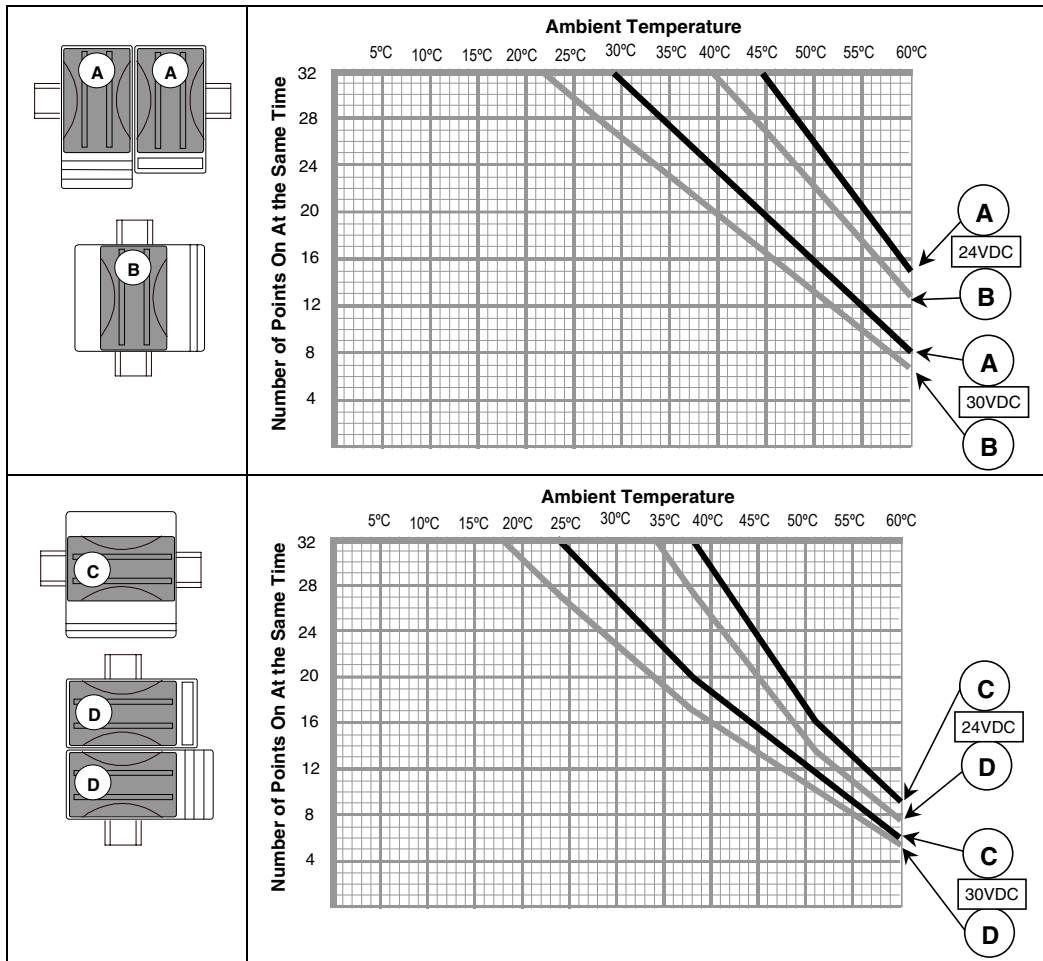 A A
B
Ambient Temperature
5ºC 10ºC 15ºC 20ºC 25ºC 30ºC 35ºC 40ºC 45ºC 50ºC 55ºC 60ºC
Number of Points On At the Same Time
32
28
24
20
16
12
8
4
A
24VDC
B
A
30VDC
B
C
D
D
Ambient Temperature
5ºC 10ºC 15ºC 20ºC 25ºC 30ºC 35ºC 40ºC 45ºC 50ºC 55ºC 60ºC
Number of Points On At the Same Time
32
28
24
20
16
12
8
4
C
24VDC
D
C
30VDC
D